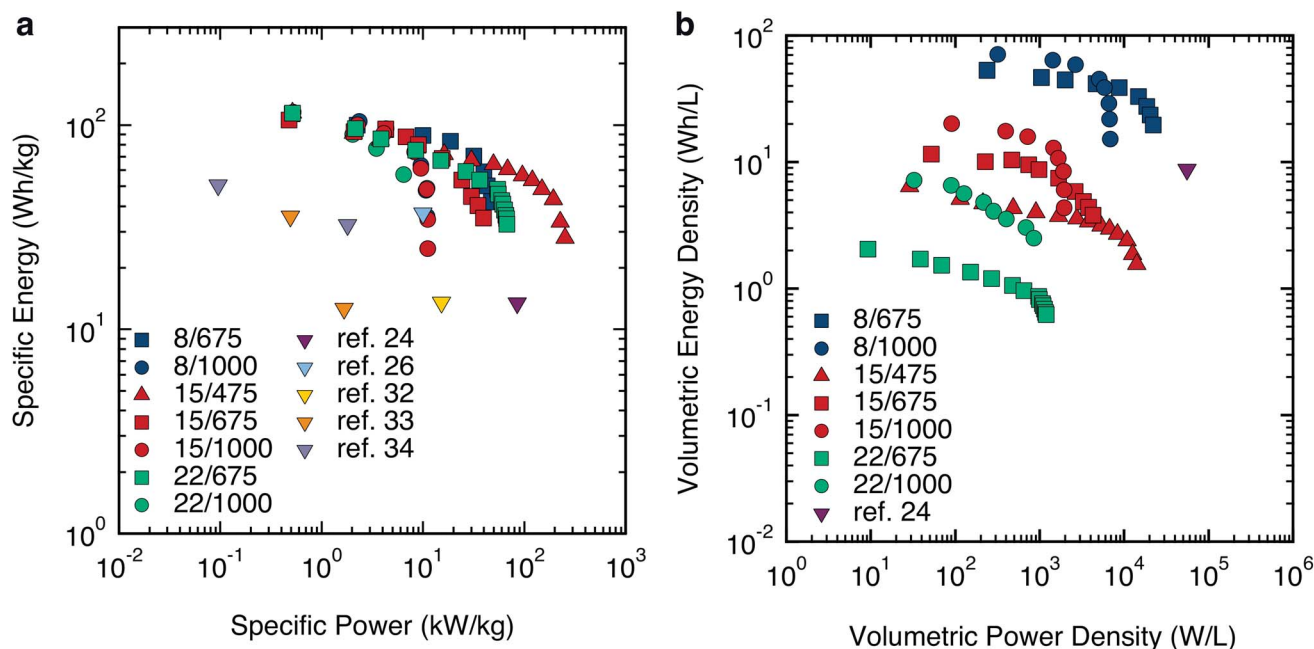 a
Specific Energy (Wh/kg)
10^2
10^1
10^0
10^-2
10^-1
10^0
10^1
10^2
10^3
Specific Power (kW/kg)
8/675
8/1000
15/475
15/675
15/1000
22/675
22/1000
ref. 24
ref. 26
ref. 32
ref. 33
ref. 34
b
Volumetric Energy Density (Wh/L)
10^2
10^1
10^0
10^-1
10^-2
10^0
10^1
10^2
10^3
10^4
10^5
10^6
Volumetric Power Density (W/L)
8/675
8/1000
15/475
15/675
15/1000
22/675
22/1000
ref. 24